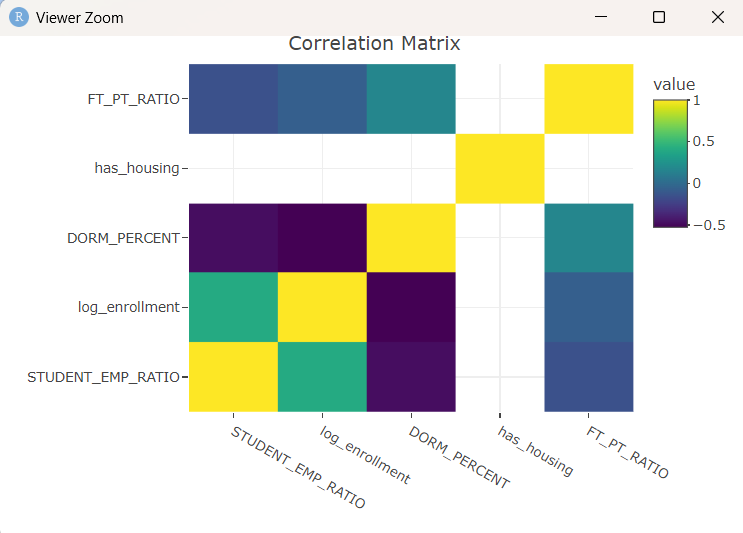 R Viewer Zoom
Correlation Matrix
FT_PT_RATIO
has_housing
DORM_PERCENT
log_enrollment
STUDENT_EMP_RATIO
STUDENT_EMP_RATIO
log_enrollment
DORM_PERCENT
has_housing
FT_PT_RATIO
value
1
0.5
0
−0.5